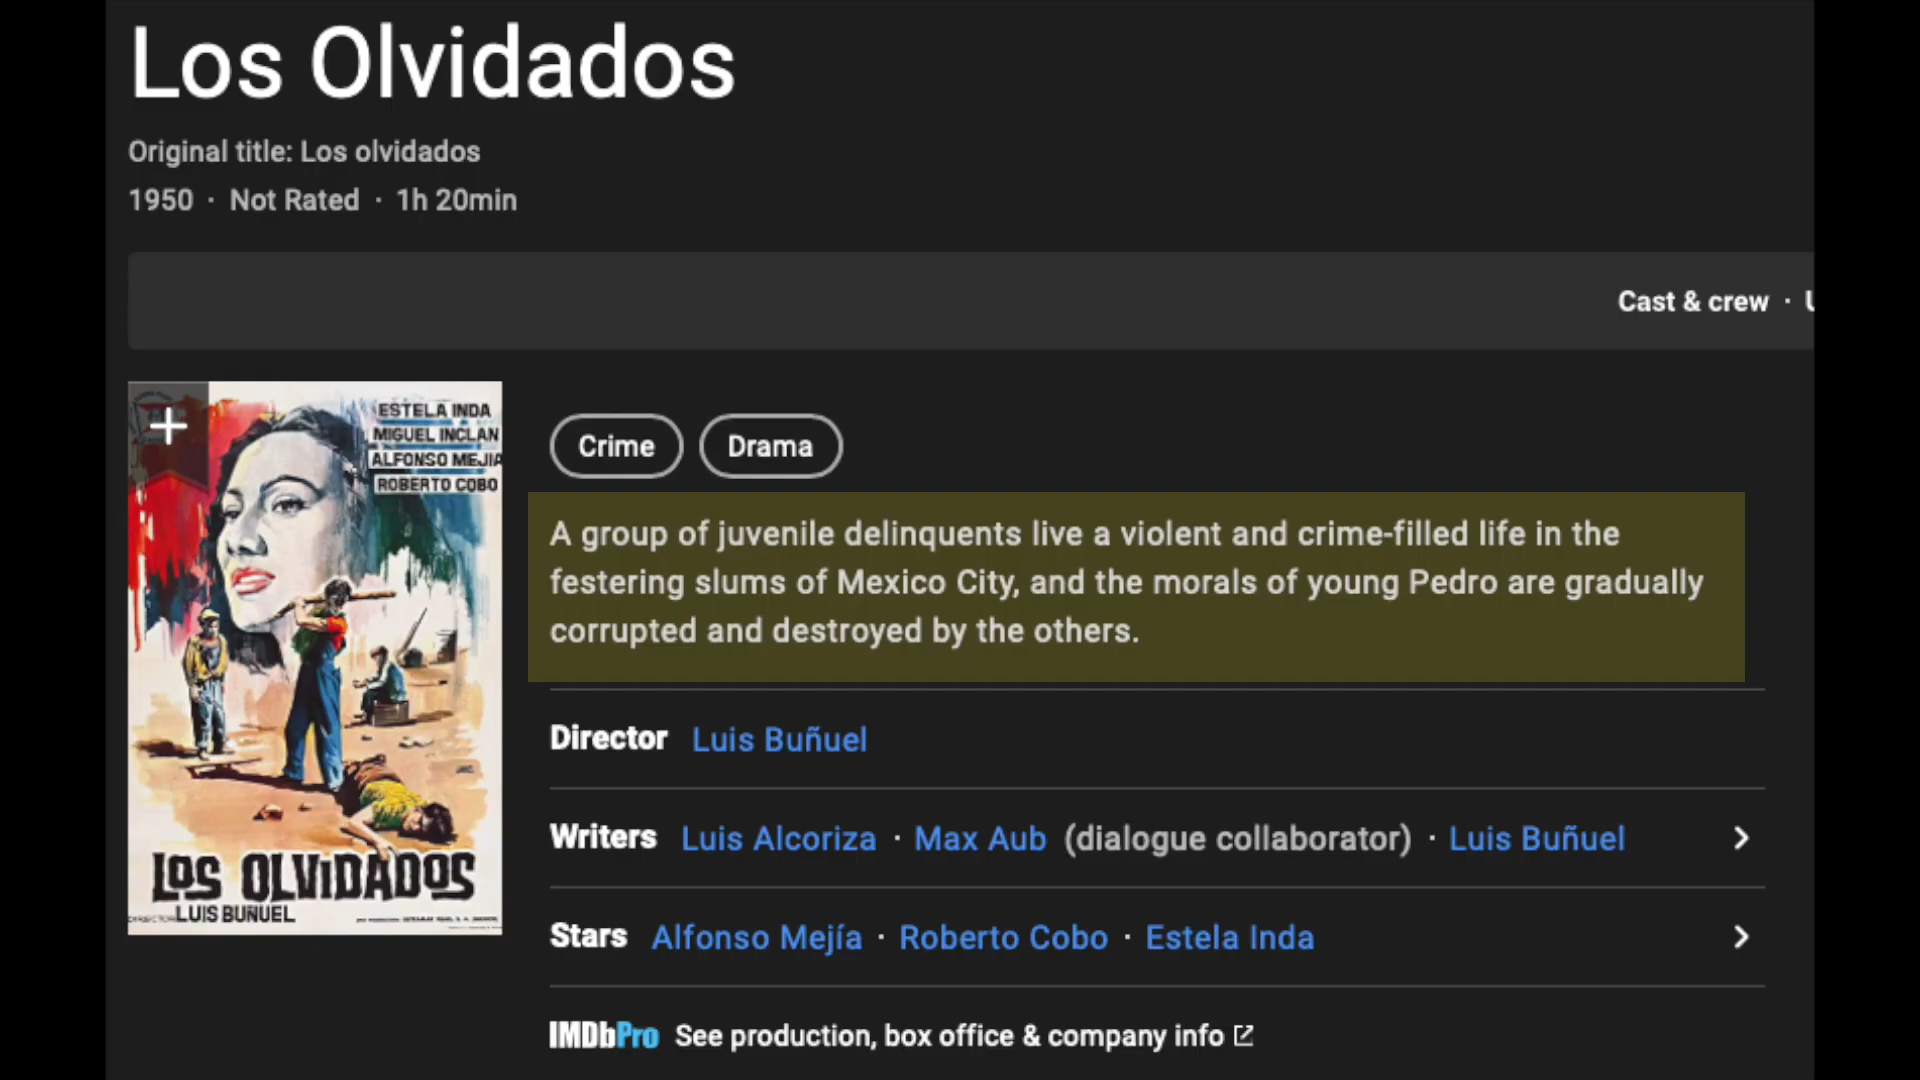 Los Olvidados
Original title: Los olvidados
1950 · Not Rated · 1h 20min
Cast & crew ·
ESTELA INDA
MIGUEL INCLAN
ALFONSO MEJIA
ROBERTO COBO
LOS OLVIDADOS
DIRECTOR LUIS BUÑUEL
Crime
Drama
A group of juvenile delinquents live a violent and crime-filled life in the
festering slums of Mexico City, and the morals of young Pedro are gradually
corrupted and destroyed by the others.
Director Luis Buñuel
Writers Luis Alcoriza · Max Aub (dialogue collaborator) · Luis Buñuel
Stars Alfonso Mejía · Roberto Cobo · Estela Inda
IMDbPro See production, box office & company info